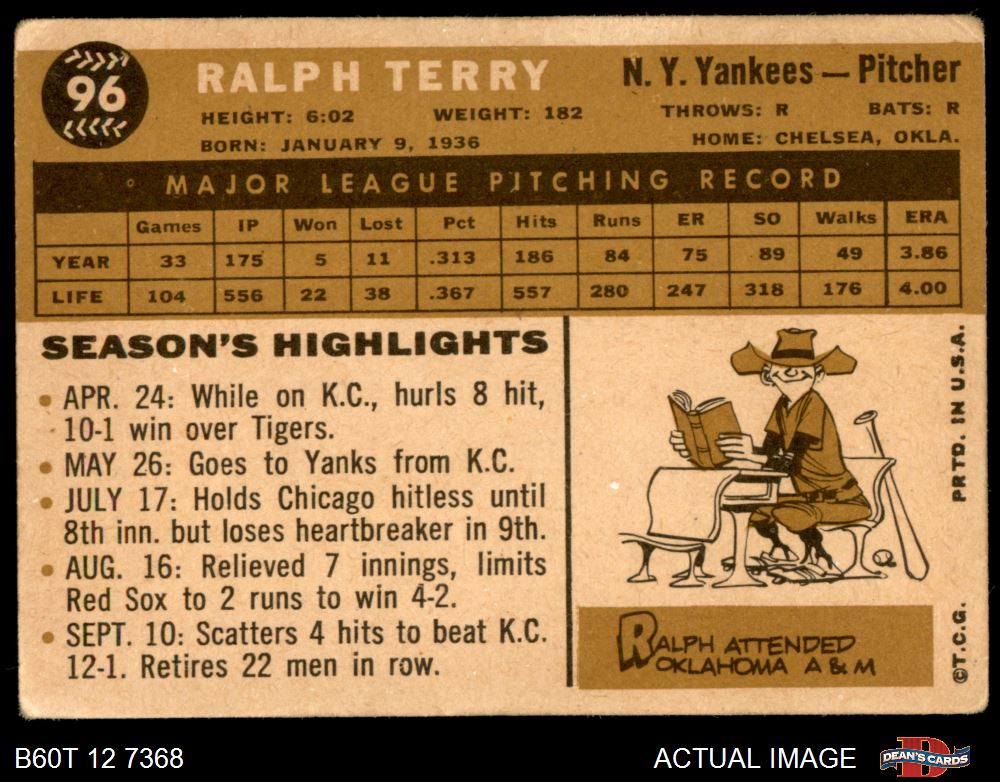 96
RALPH TERRY
N. Y. Yankees — Pitcher
HEIGHT: 6:02 WEIGHT: 182 THROWS: R BATS: R
BORN: JANUARY 9, 1936 HOME: CHELSEA, OKLA.
MAJOR LEAGUE PITCHING RECORD
Games IP Won Lost Pct Hits Runs ER SO Walks ERA
YEAR 33 175 5 11 .313 186 84 75 89 49 3.86
LIFE 104 556 22 38 .367 557 280 247 318 176 4.00
SEASON'S HIGHLIGHTS
• APR. 24: While on K.C., hurls 8 hit,
10-1 win over Tigers.
• MAY 26: Goes to Yanks from K.C.
• JULY 17: Holds Chicago hitless until
8th inn. but loses heartbreaker in 9th.
• AUG. 16: Relieved 7 innings, limits
Red Sox to 2 runs to win 4-2.
• SEPT. 10: Scatters 4 hits to beat K.C.
12-1. Retires 22 men in row.
RALPH ATTENDED
OKLAHOMA A & M
©T.C.G. PRTD. IN U.S.A.
B60T 12 7368
ACTUAL IMAGE
DEAN'S CARDS